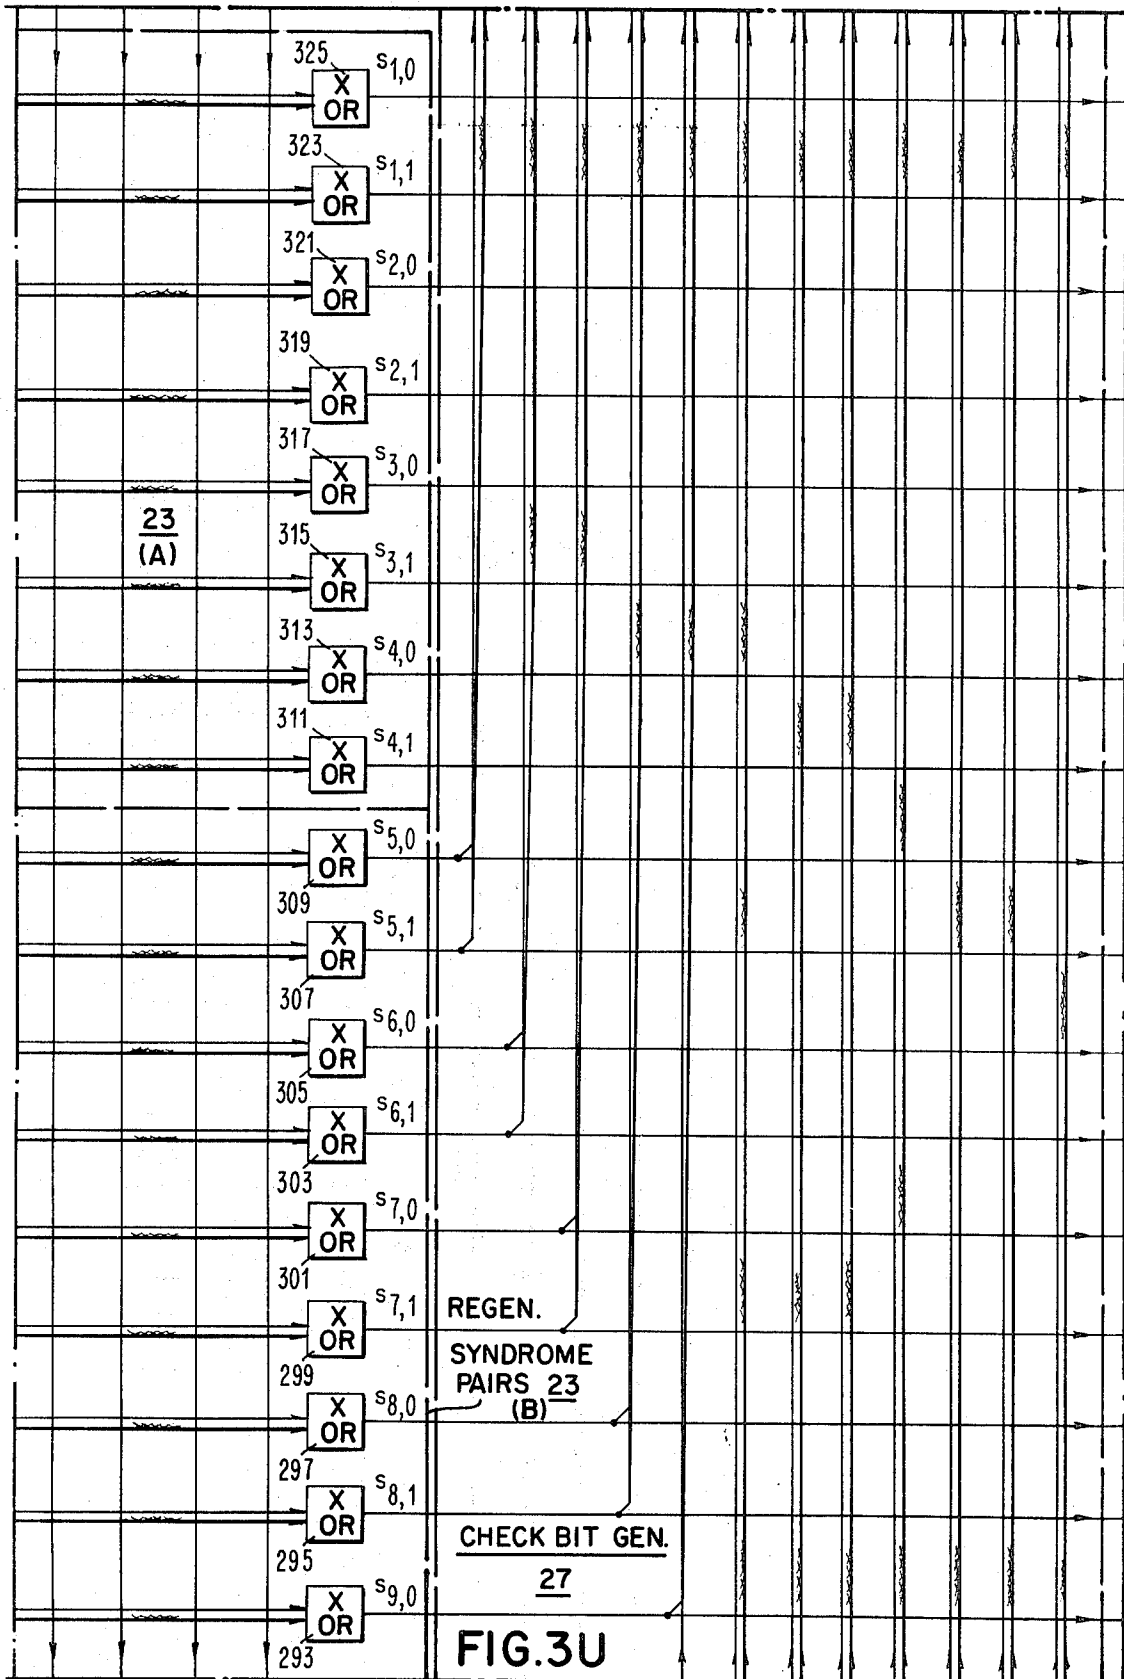 325
X
OR
s1,0
323
X
OR
s1,1
321
X
OR
s2,0
319
X
OR
s2,1
317
X
OR
s3,0
23
(A)
315
X
OR
s3,1
313
X
OR
s4,0
311
X
OR
s4,1
X
OR
s5,0
309
X
OR
s5,1
307
X
OR
s6,0
305
X
OR
s6,1
303
X
OR
s7,0
301
X
OR
s7,1
299
REGEN.
SYNDROME
PAIRS 23
(B)
X
OR
s8,0
297
X
OR
s8,1
295
CHECK BIT GEN.
27
X
OR
s9,0
293
FIG.3U